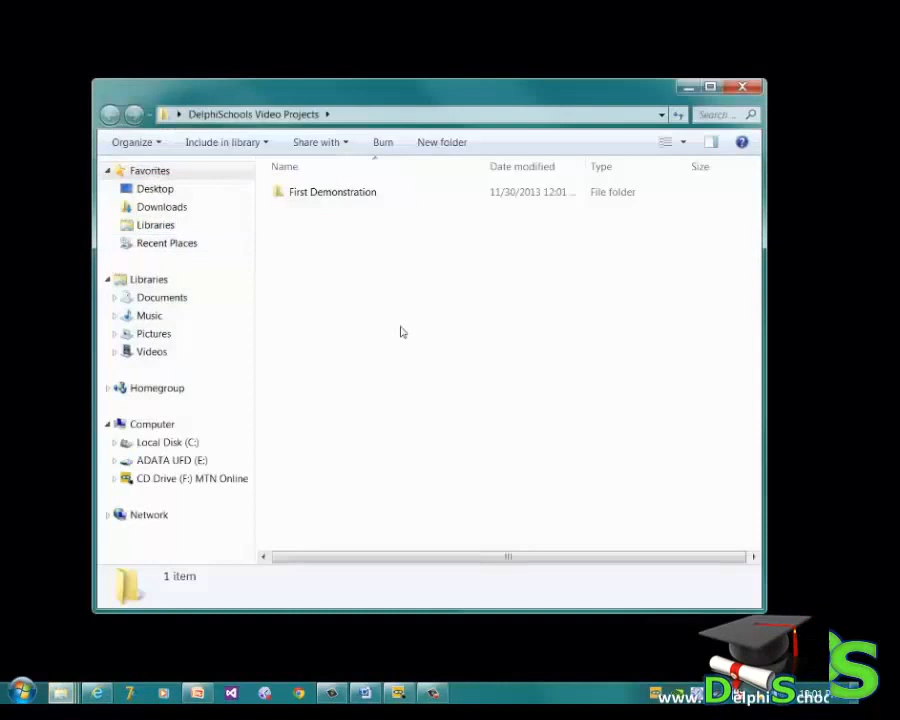 DelphiSchools Video Projects
Search ...
Organize
Include in library
Share with
Burn
New folder
Name
Date modified
Type
Size
First Demonstration
11/30/2013 12:01 ...
File folder
Favorites
Desktop
Downloads
Libraries
Recent Places
Libraries
Documents
Music
Pictures
Videos
Homegroup
Computer
Local Disk (C:)
ADATA UFD (E:)
CD Drive (F:) MTN Online
Network
1 item
D S S
www.DelphiSchoo